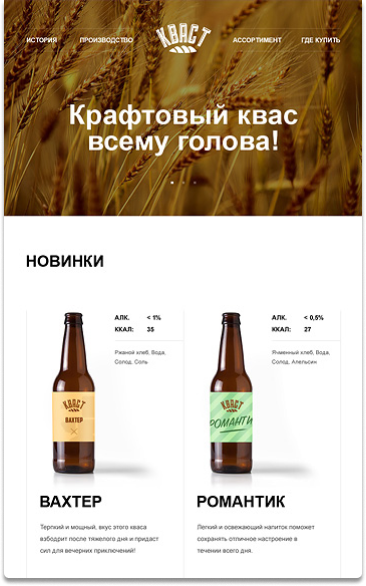 ИСТОРИЯ ПРОИЗВОДСТВО КВАСТ АССОРТИМЕНТ ГДЕ КУПИТЬ
Крафтовый квас
всему голова!
НОВИНКИ
АЛК. < 1%
ККАЛ: 35
Ржаной хлеб, Вода,
Солод, Соль
КВАСТ
ВАХТЕР
ВАХТЕР
Терпкий и мощный, вкус этого кваса
взбодрит после тяжелого дня и придаст
сил для вечерних приключений!
АЛК. < 0,5%
ККАЛ: 27
Ячменный хлеб, Вода,
Солод, Апельсин
КВАСТ
РОМАНТИ
РОМАНТИК
Легкий и освежающий напиток поможет
сохранять отличное настроение в
течении всего дня.